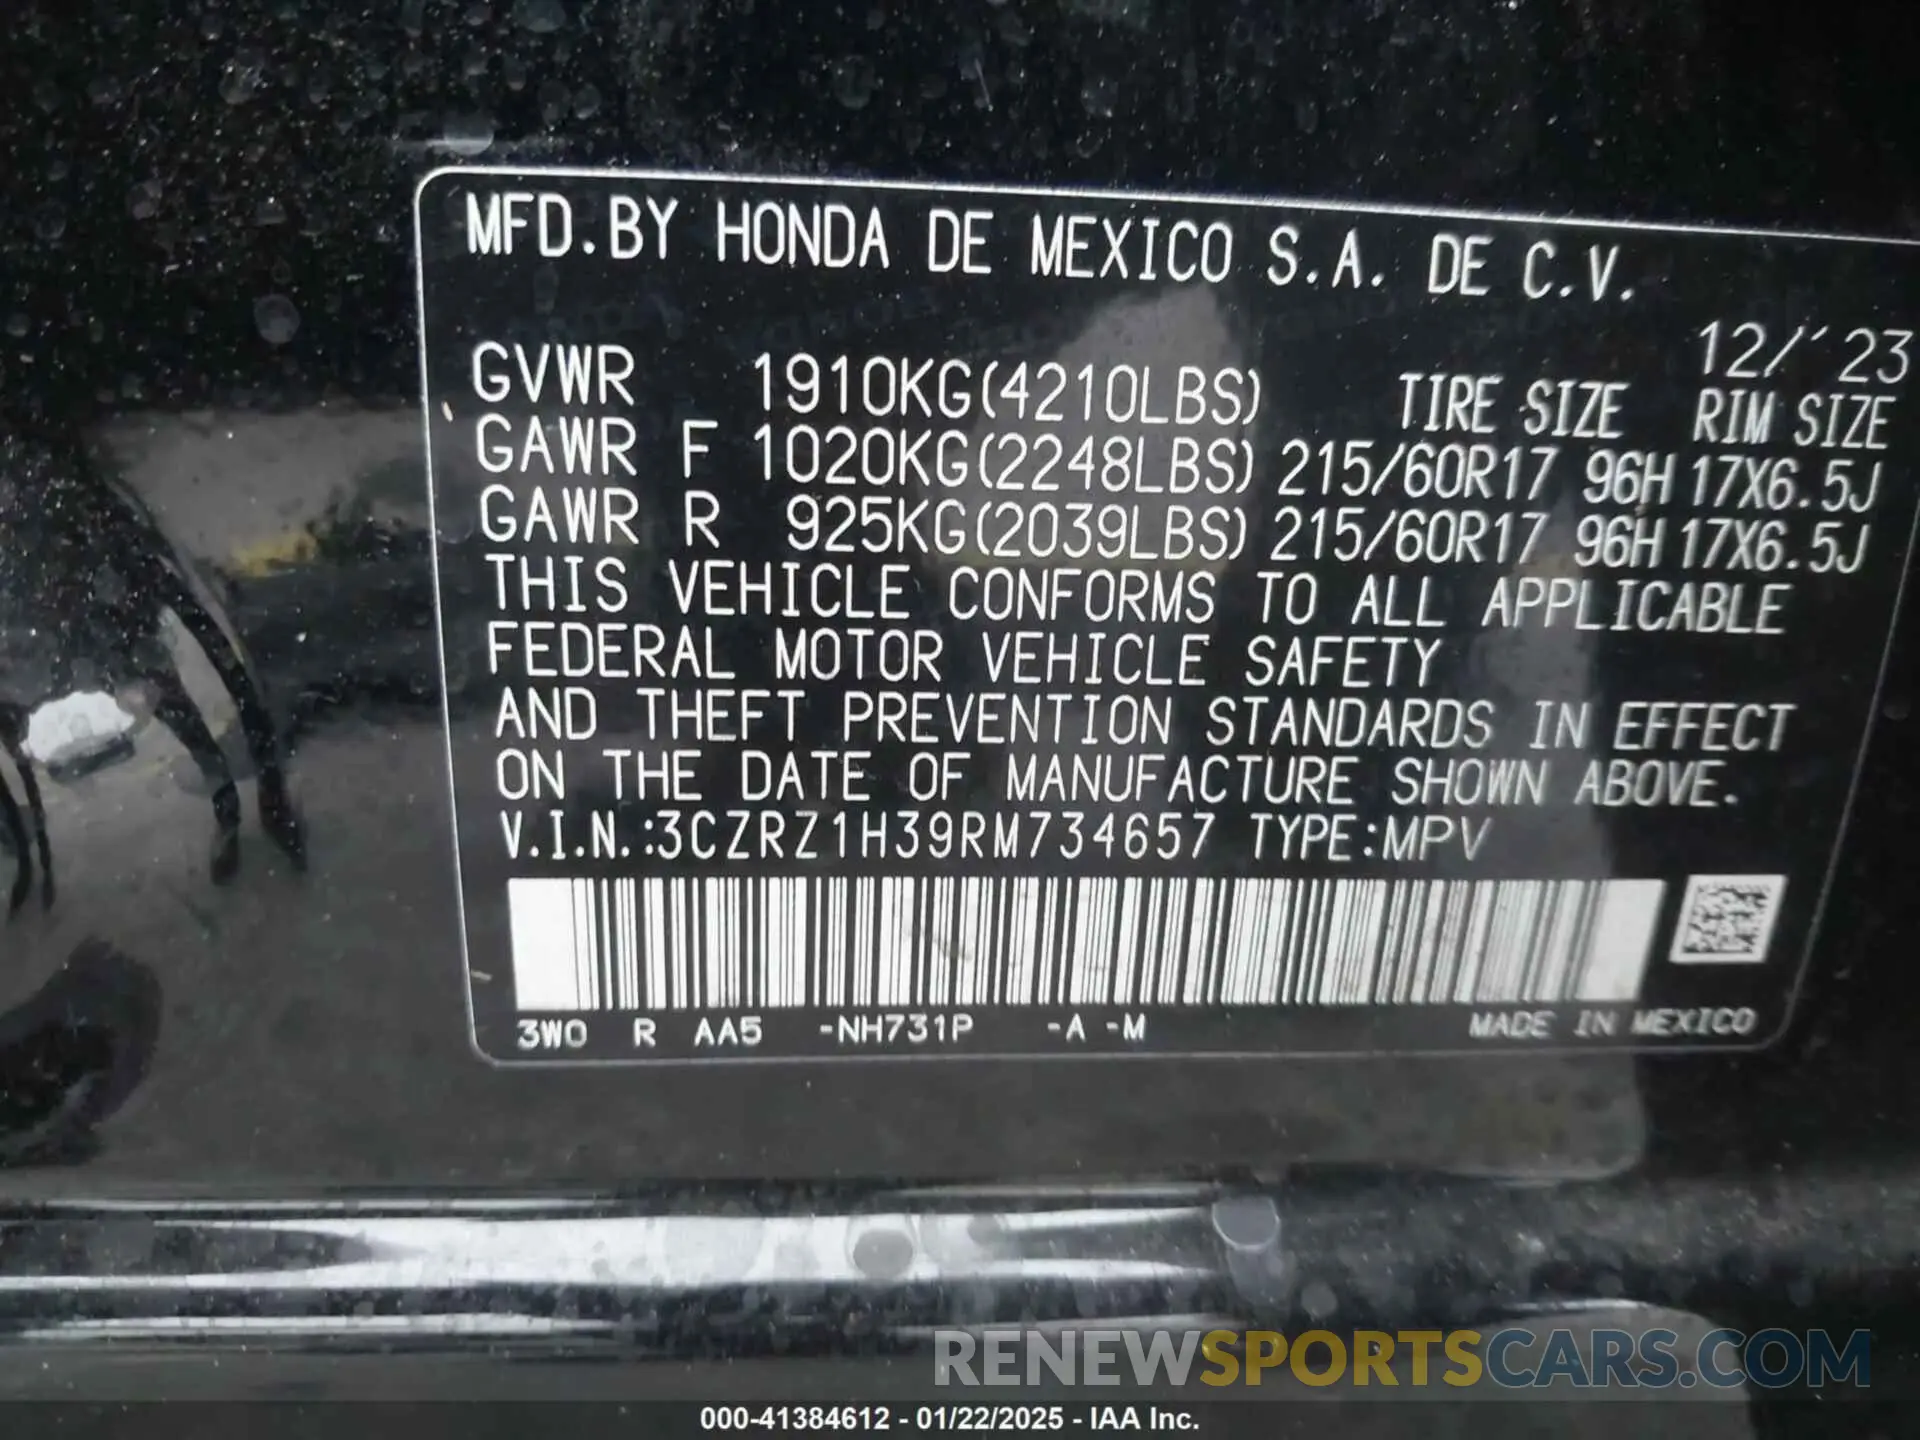 MFD.BY HONDA DE MEXICO S.A. DE C.V.
12/'23
GVWR 1910KG(4210LBS) TIRE SIZE RIM SIZE
GAWR F 1020KG(2248LBS) 215/60R17 96H 17X6.5J
GAWR R 925KG(2039LBS) 215/60R17 96H 17X6.5J
THIS VEHICLE CONFORMS TO ALL APPLICABLE
FEDERAL MOTOR VEHICLE SAFETY
AND THEFT PREVENTION STANDARDS IN EFFECT
ON THE DATE OF MANUFACTURE SHOWN ABOVE.
V.I.N.:3CZRZ1H39RM734657 TYPE:MPV
3W0 R AA5 -NH731P -A -M MADE IN MEXICO
RENEWSPORTSCARS.COM
000-41384612 - 01/22/2025 - IAA Inc.